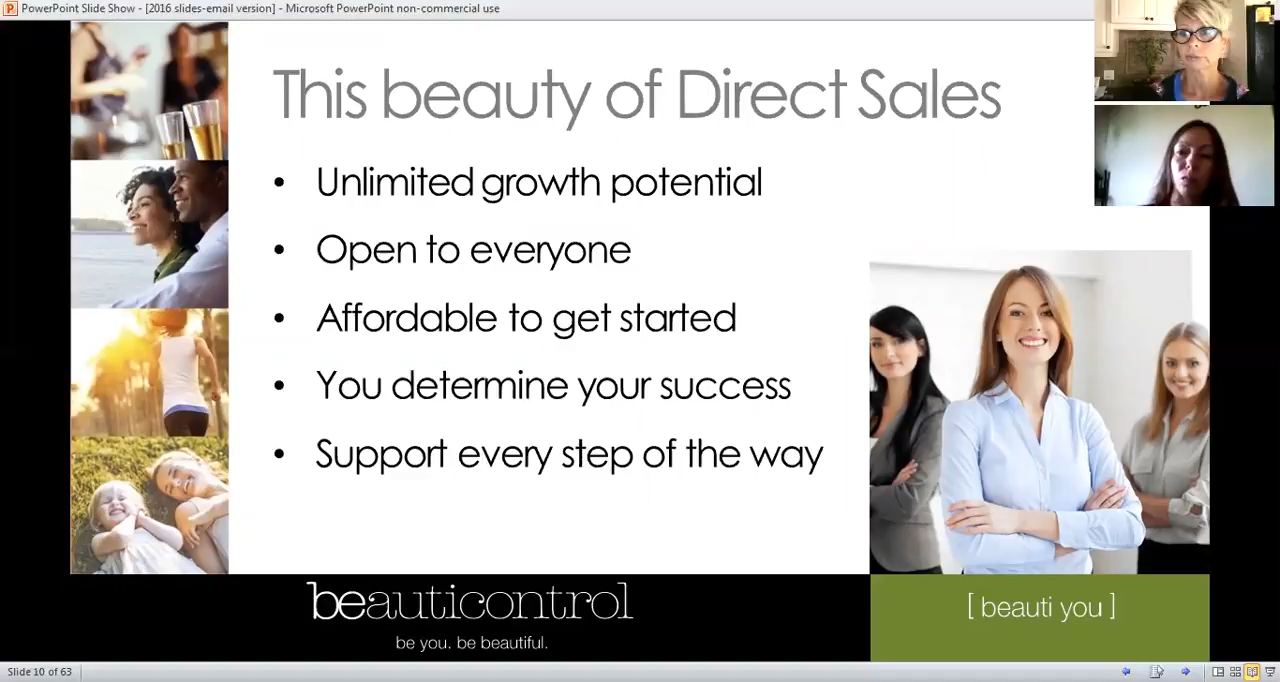 PowerPoint Slide Show - [2016 slides-email version] - Microsoft PowerPoint non-commercial use
This beauty of Direct Sales
• Unlimited growth potential
• Open to everyone
• Affordable to get started
• You determine your success
• Support every step of the way
beauticontrol
be you. be beautiful.
[ beauti you ]
Slide 10 of 63